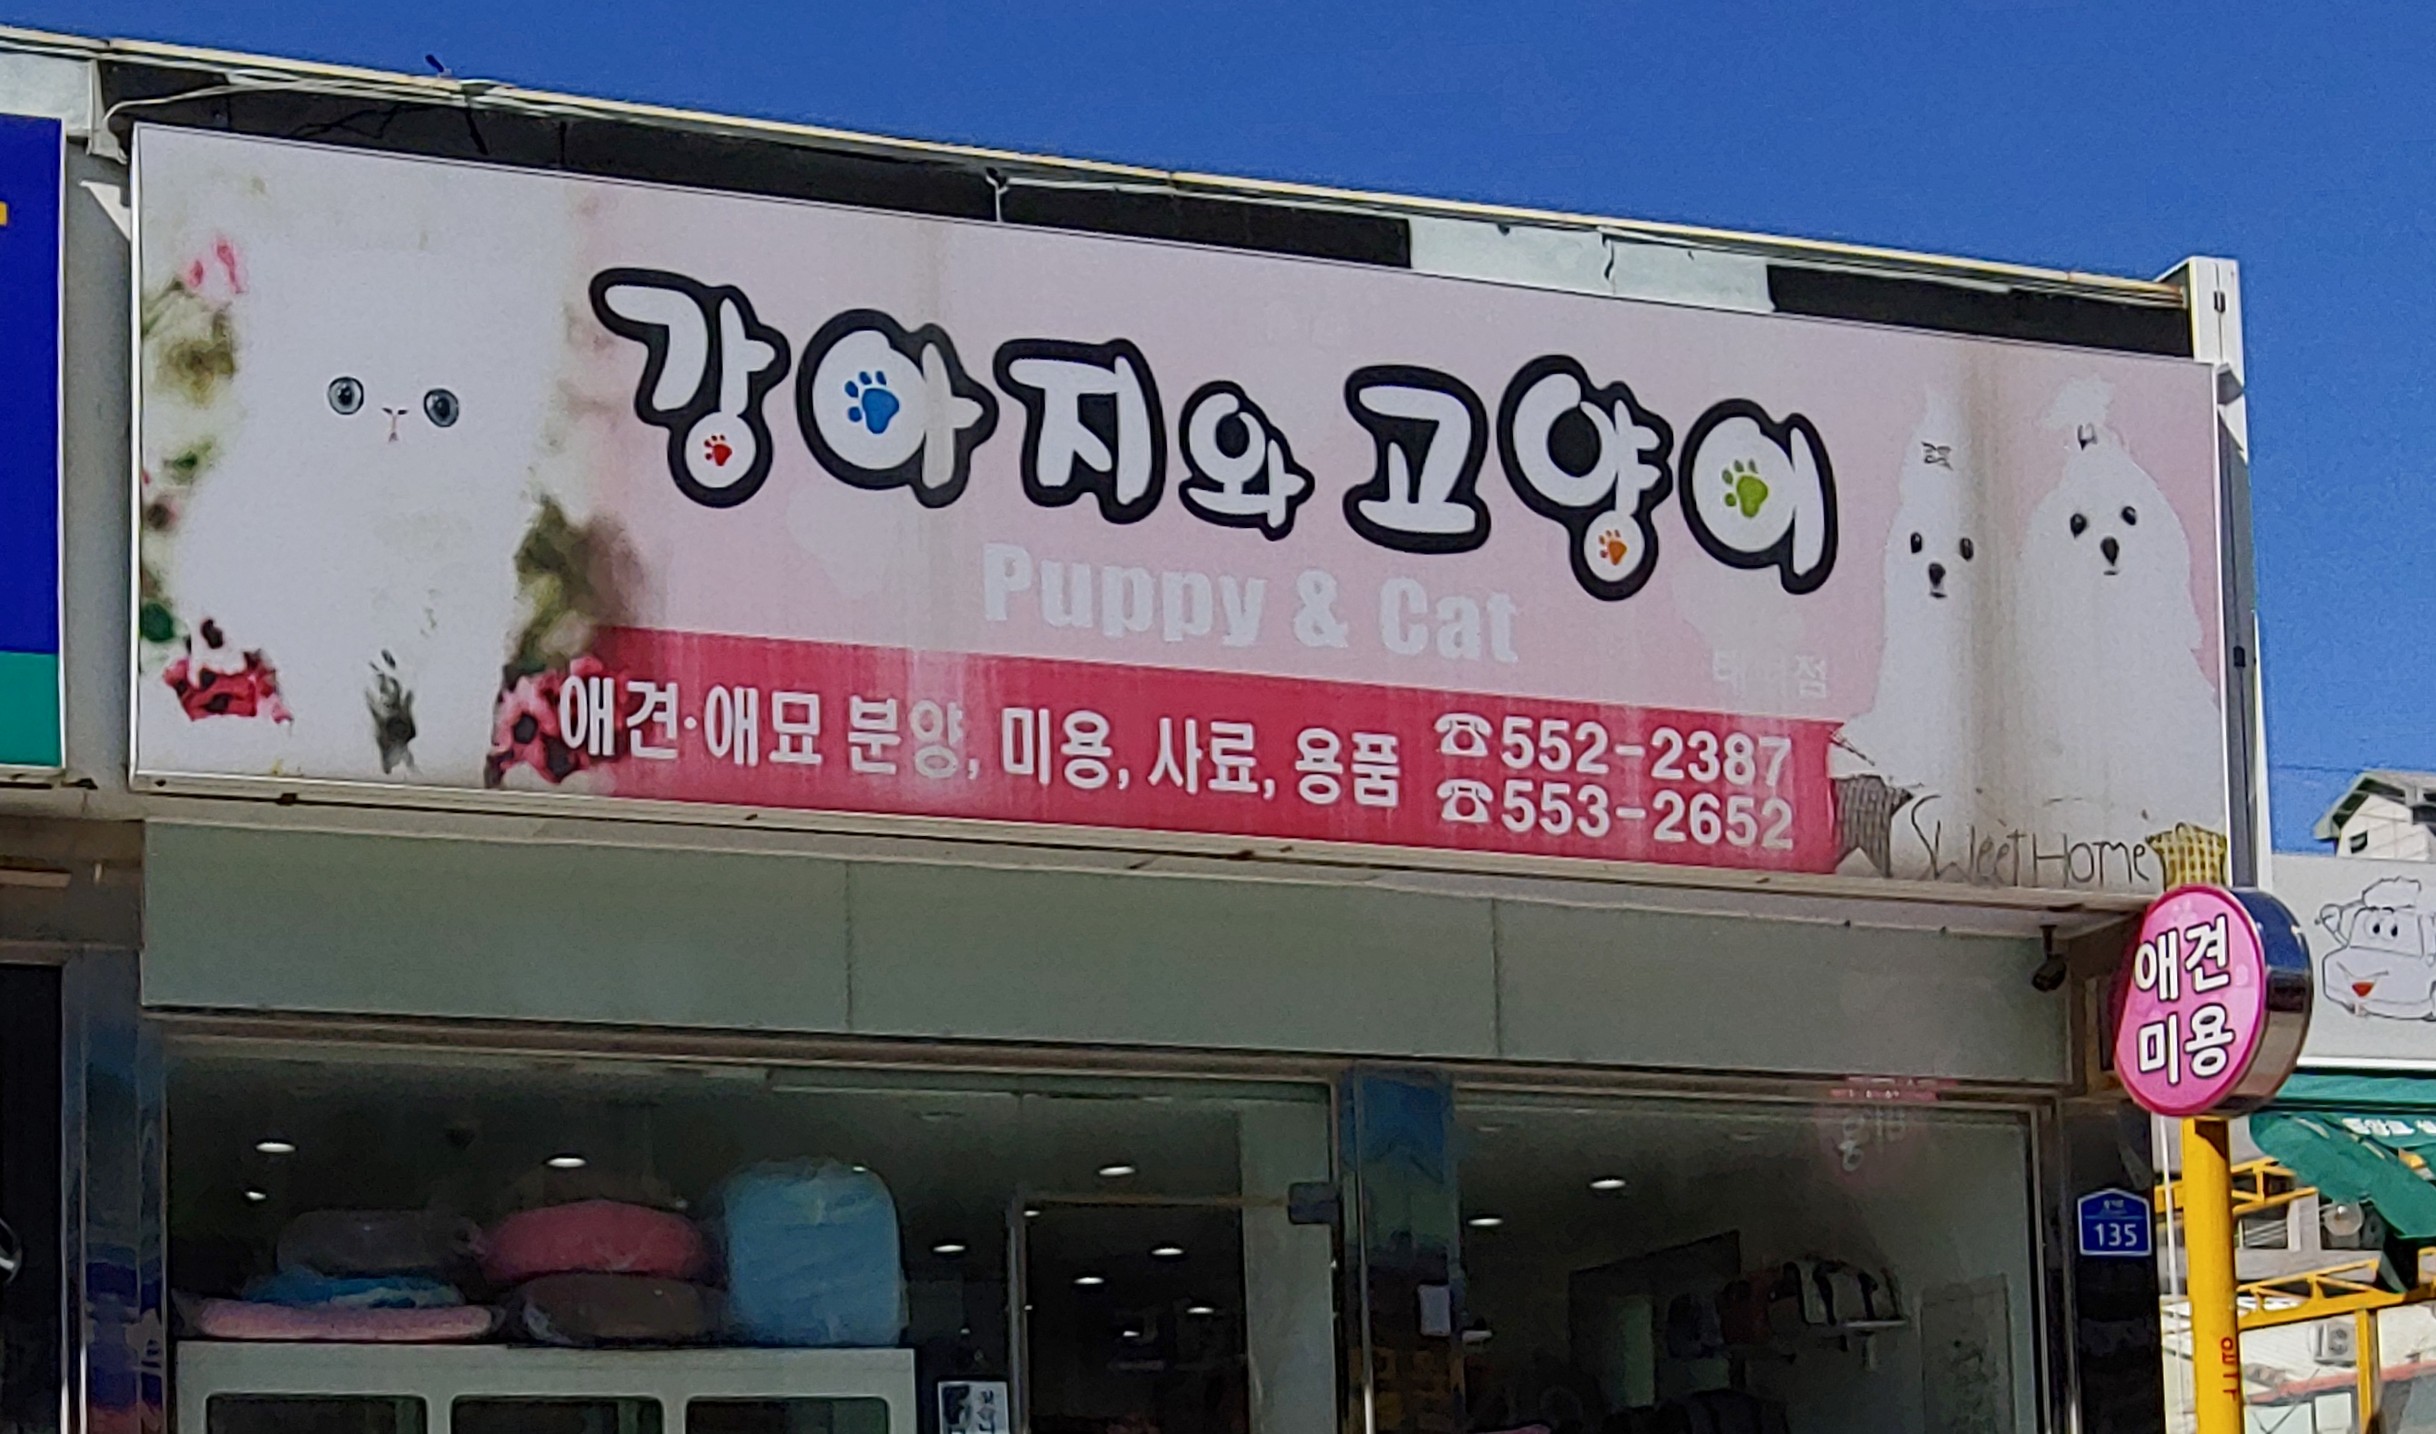 강아지와 고양이
Puppy & Cat
애견·애묘 분양, 미용, 사료, 용품
☎552-2387
☎553-2652
Sweet Home
애견
미용
135